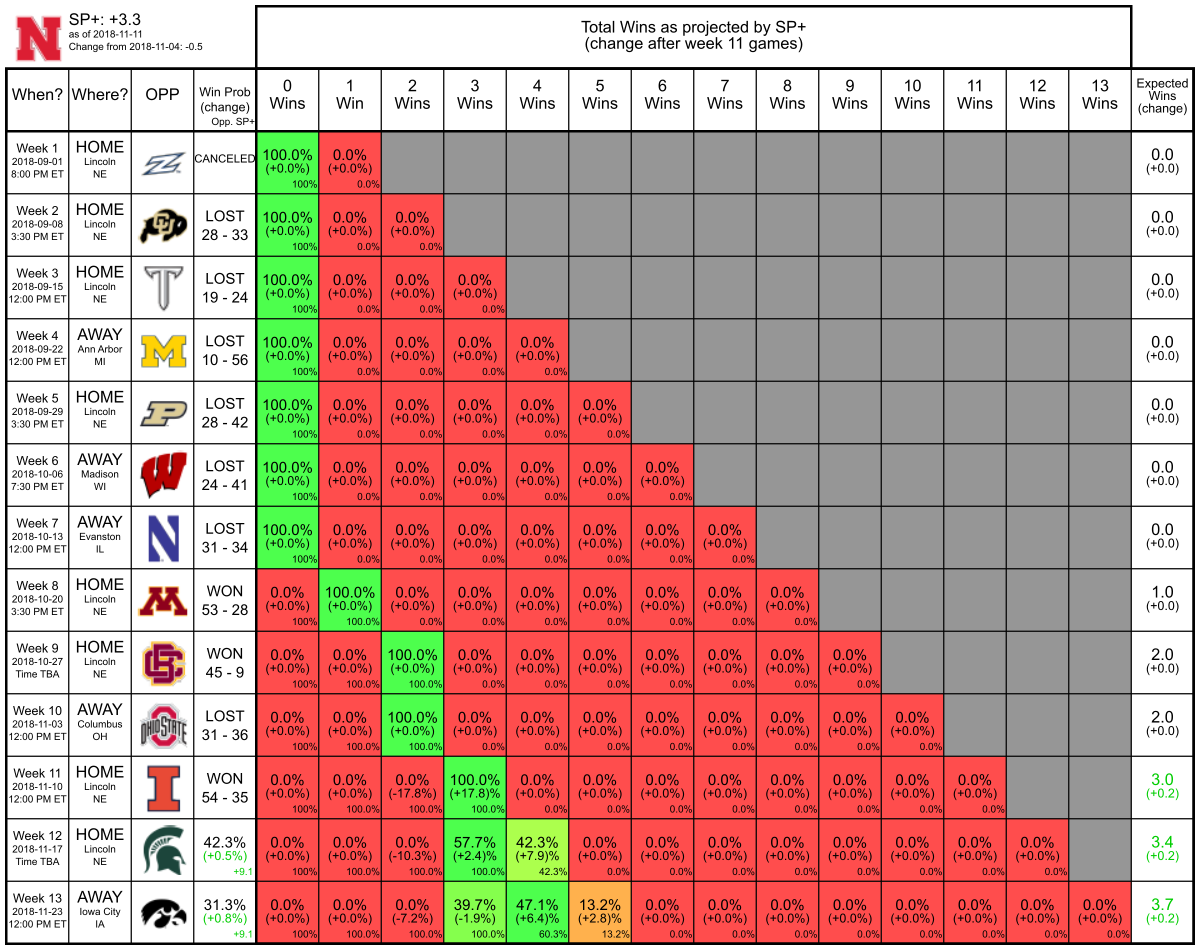 N
SP+: +3.3
as of 2018-11-11
Change from 2018-11-04: -0.5
Total Wins as projected by SP+
(change after week 11 games)
When? Where? OPP Win Prob (change) Opp. SP+ 0 Wins 1 Win 2 Wins 3 Wins 4 Wins 5 Wins 6 Wins 7 Wins 8 Wins 9 Wins 10 Wins 11 Wins 12 Wins 13 Wins Expected Wins (change)
Week 1 HOME CANCELED 100.0% 0.0% 0.0
2018-09-01 Lincoln Z (+0.0%) (+0.0%) (+0.0)
8:00 PM ET NE 100% 0.0%
Week 2 HOME LOST 100.0% 0.0% 0.0% 0.0
2018-09-08 Lincoln CU 28 - 33 (+0.0%) (+0.0%) (+0.0%) (+0.0)
3:30 PM ET NE 100% 0.0% 0.0%
Week 3 HOME LOST 100.0% 0.0% 0.0% 0.0% 0.0
2018-09-15 Lincoln T 19 - 24 (+0.0%) (+0.0%) (+0.0%) (+0.0%) (+0.0)
12:00 PM ET NE 100% 0.0% 0.0% 0.0%
Week 4 AWAY LOST 100.0% 0.0% 0.0% 0.0% 0.0% 0.0
2018-09-22 Ann Arbor M 10 - 56 (+0.0%) (+0.0%) (+0.0%) (+0.0%) (+0.0%) (+0.0)
12:00 PM ET MI 100% 0.0% 0.0% 0.0% 0.0%
Week 5 HOME LOST 100.0% 0.0% 0.0% 0.0% 0.0% 0.0% 0.0
2018-09-29 Lincoln P 28 - 42 (+0.0%) (+0.0%) (+0.0%) (+0.0%) (+0.0%) (+0.0%) (+0.0)
3:30 PM ET NE 100% 0.0% 0.0% 0.0% 0.0% 0.0%
Week 6 AWAY LOST 100.0% 0.0% 0.0% 0.0% 0.0% 0.0% 0.0% 0.0
2018-10-06 Madison W 24 - 41 (+0.0%) (+0.0%) (+0.0%) (+0.0%) (+0.0%) (+0.0%) (+0.0%) (+0.0)
7:30 PM ET WI 100% 0.0% 0.0% 0.0% 0.0% 0.0% 0.0%
Week 7 AWAY LOST 100.0% 0.0% 0.0% 0.0% 0.0% 0.0% 0.0% 0.0% 0.0
2018-10-13 Evanston N 31 - 34 (+0.0%) (+0.0%) (+0.0%) (+0.0%) (+0.0%) (+0.0%) (+0.0%) (+0.0%) (+0.0)
12:00 PM ET IL 100% 0.0% 0.0% 0.0% 0.0% 0.0% 0.0% 0.0%
Week 8 HOME WON 0.0% 100.0% 0.0% 0.0% 0.0% 0.0% 0.0% 0.0% 0.0% 1.0
2018-10-20 Lincoln M 53 - 28 (+0.0%) (+0.0%) (+0.0%) (+0.0%) (+0.0%) (+0.0%) (+0.0%) (+0.0%) (+0.0%) (+0.0)
3:30 PM ET NE 100% 100.0% 0.0% 0.0% 0.0% 0.0% 0.0% 0.0% 0.0%
Week 9 HOME WON 0.0% 0.0% 100.0% 0.0% 0.0% 0.0% 0.0% 0.0% 0.0% 0.0% 2.0
2018-10-27 Lincoln BC 45 - 9 (+0.0%) (+0.0%) (+0.0%) (+0.0%) (+0.0%) (+0.0%) (+0.0%) (+0.0%) (+0.0%) (+0.0%) (+0.0)
Time TBA NE 100% 100.0% 100.0% 0.0% 0.0% 0.0% 0.0% 0.0% 0.0% 0.0%
Week 10 AWAY LOST 0.0% 0.0% 100.0% 0.0% 0.0% 0.0% 0.0% 0.0% 0.0% 0.0% 0.0% 2.0
2018-11-03 Columbus OHIO STATE 31 - 36 (+0.0%) (+0.0%) (+0.0%) (+0.0%) (+0.0%) (+0.0%) (+0.0%) (+0.0%) (+0.0%) (+0.0%) (+0.0%) (+0.0)
12:00 PM ET OH 100% 100.0% 100.0% 0.0% 0.0% 0.0% 0.0% 0.0% 0.0% 0.0% 0.0%
Week 11 HOME WON 0.0% 0.0% 0.0% 100.0% 0.0% 0.0% 0.0% 0.0% 0.0% 0.0% 0.0% 0.0% 3.0
2018-11-10 Lincoln I 54 - 35 (+0.0%) (+0.0%) (-17.8%) (+17.8)% (+0.0%) (+0.0%) (+0.0%) (+0.0%) (+0.0%) (+0.0%) (+0.0%) (+0.0%) (+0.2)
12:00 PM ET NE 100% 100.0% 100.0% 100.0% 0.0% 0.0% 0.0% 0.0% 0.0% 0.0% 0.0% 0.0%
Week 12 HOME 42.3% 0.0% 0.0% 0.0% 57.7% 42.3% 0.0% 0.0% 0.0% 0.0% 0.0% 0.0% 0.0% 0.0% 3.4
2018-11-17 Lincoln (+0.5%) (+0.0%) (+0.0%) (-10.3%) (+2.4)% (+7.9)% (+0.0%) (+0.0%) (+0.0%) (+0.0%) (+0.0%) (+0.0%) (+0.0%) (+0.0%) (+0.2)
Time TBA NE +9.1 100% 100.0% 100.0% 100.0% 42.3% 0.0% 0.0% 0.0% 0.0% 0.0% 0.0% 0.0% 0.0%
Week 13 AWAY 31.3% 0.0% 0.0% 0.0% 39.7% 47.1% 13.2% 0.0% 0.0% 0.0% 0.0% 0.0% 0.0% 0.0% 0.0% 3.7
2018-11-23 Iowa City (+0.8%) (+0.0%) (+0.0%) (-7.2%) (-1.9%) (+6.4)% (+2.8)% (+0.0%) (+0.0%) (+0.0%) (+0.0%) (+0.0%) (+0.0%) (+0.0%) (+0.0%) (+0.2)
12:00 PM ET IA +9.1 100% 100.0% 100.0% 100.0% 60.3% 13.2% 0.0% 0.0% 0.0% 0.0% 0.0% 0.0% 0.0% 0.0%